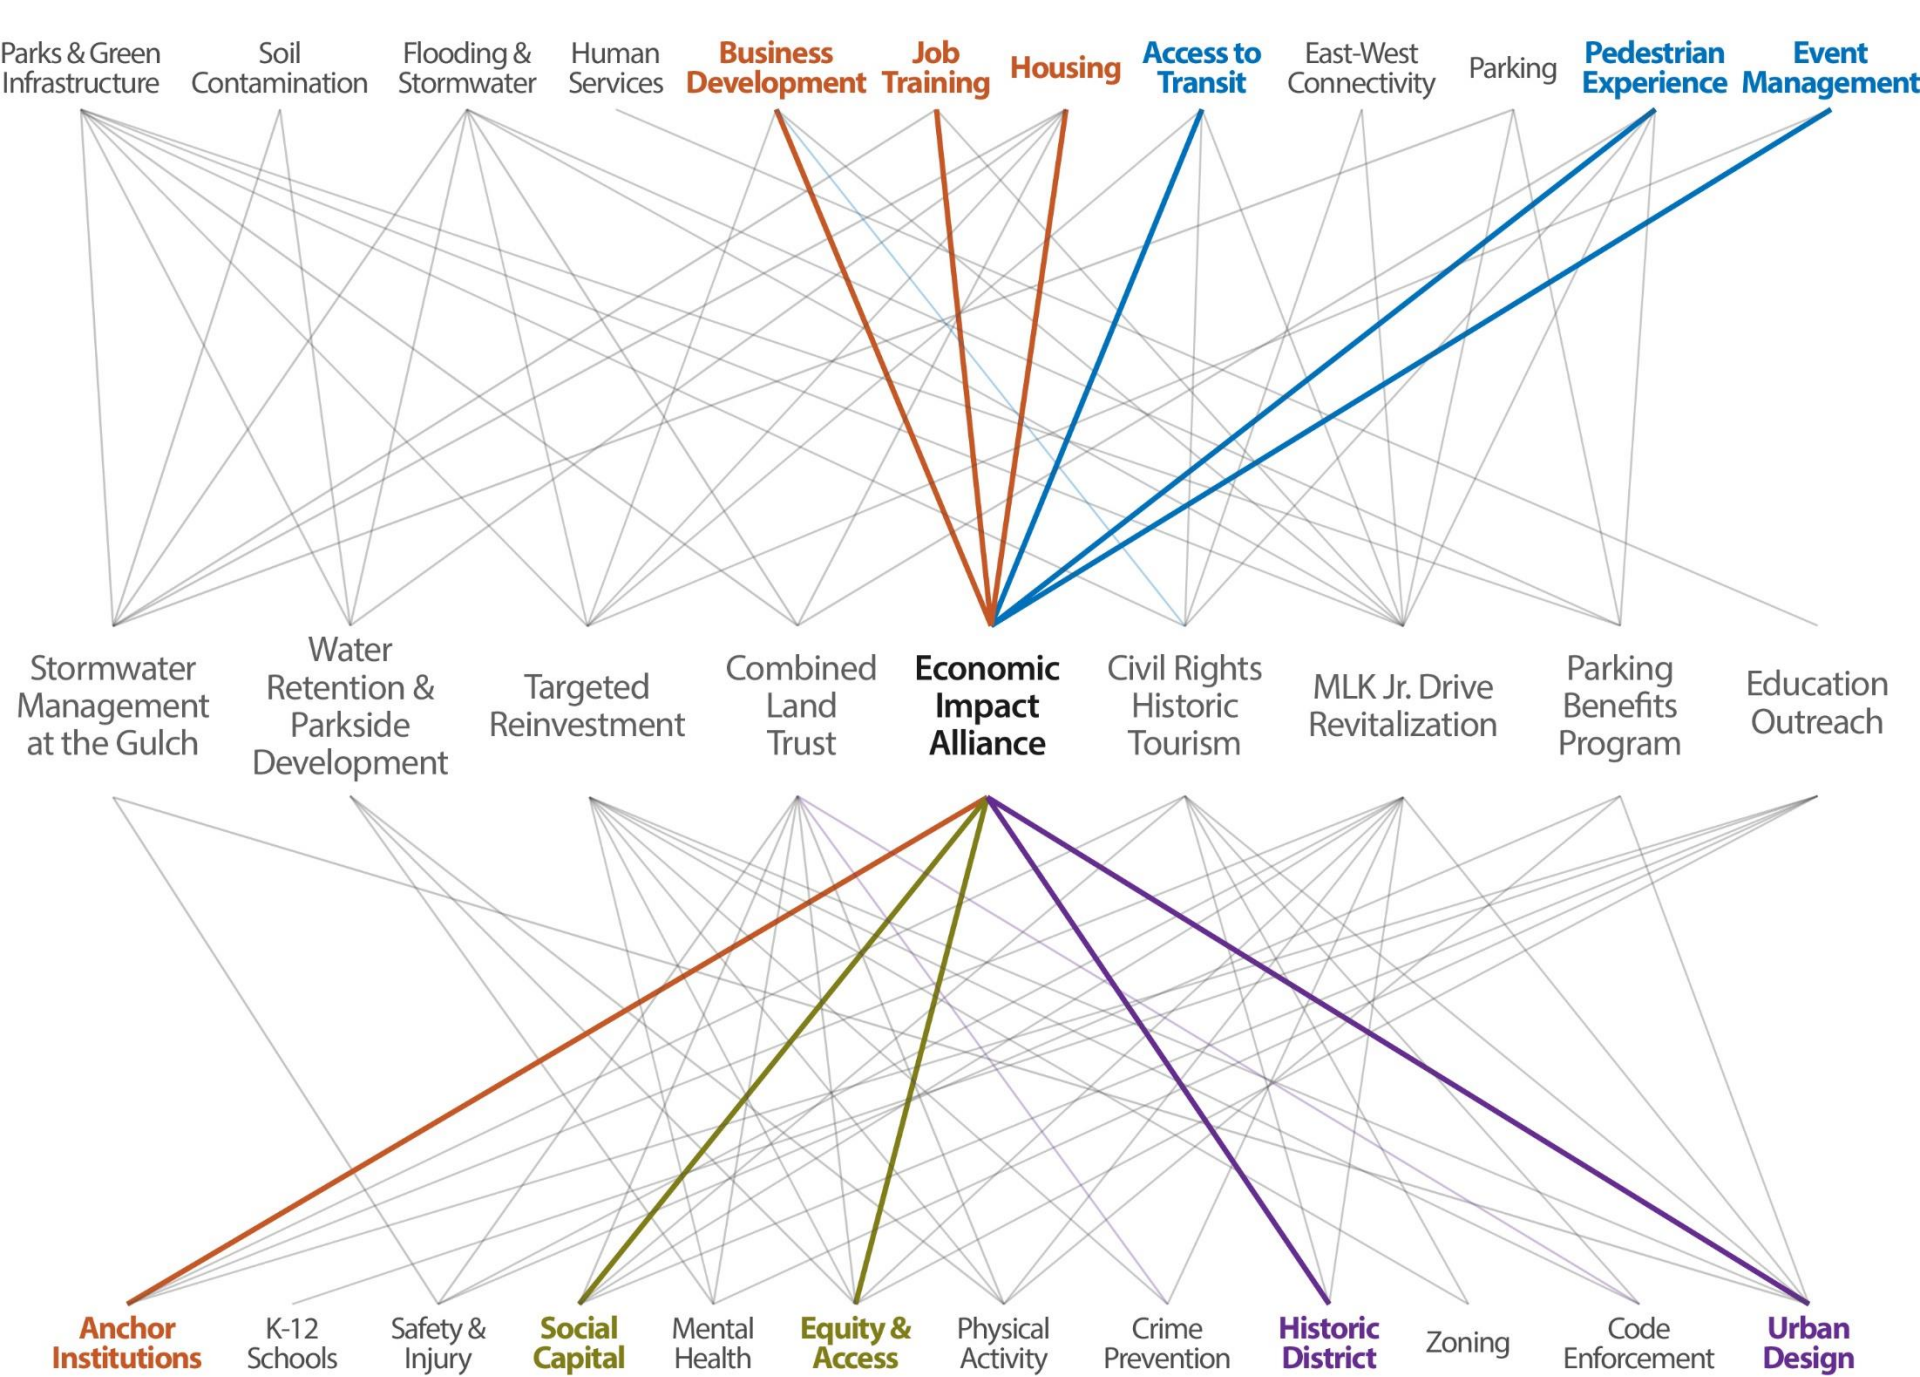 Parks & Green
Infrastructure
Soil
Contamination
Flooding &
Stormwater
Human
Services
Business
Development
Job
Training
Housing
Access to
Transit
East-West
Connectivity
Parking
Pedestrian
Experience
Event
Management
Stormwater
Management
at the Gulch
Water
Retention &
Parkside
Development
Targeted
Reinvestment
Combined
Land
Trust
Economic
Impact
Alliance
Civil Rights
Historic
Tourism
MLK Jr. Drive
Revitalization
Parking
Benefits
Program
Education
Outreach
Anchor
Institutions
K-12
Schools
Safety &
Injury
Social
Capital
Mental
Health
Equity &
Access
Physical
Activity
Crime
Prevention
Historic
District
Zoning
Code
Enforcement
Urban
Design